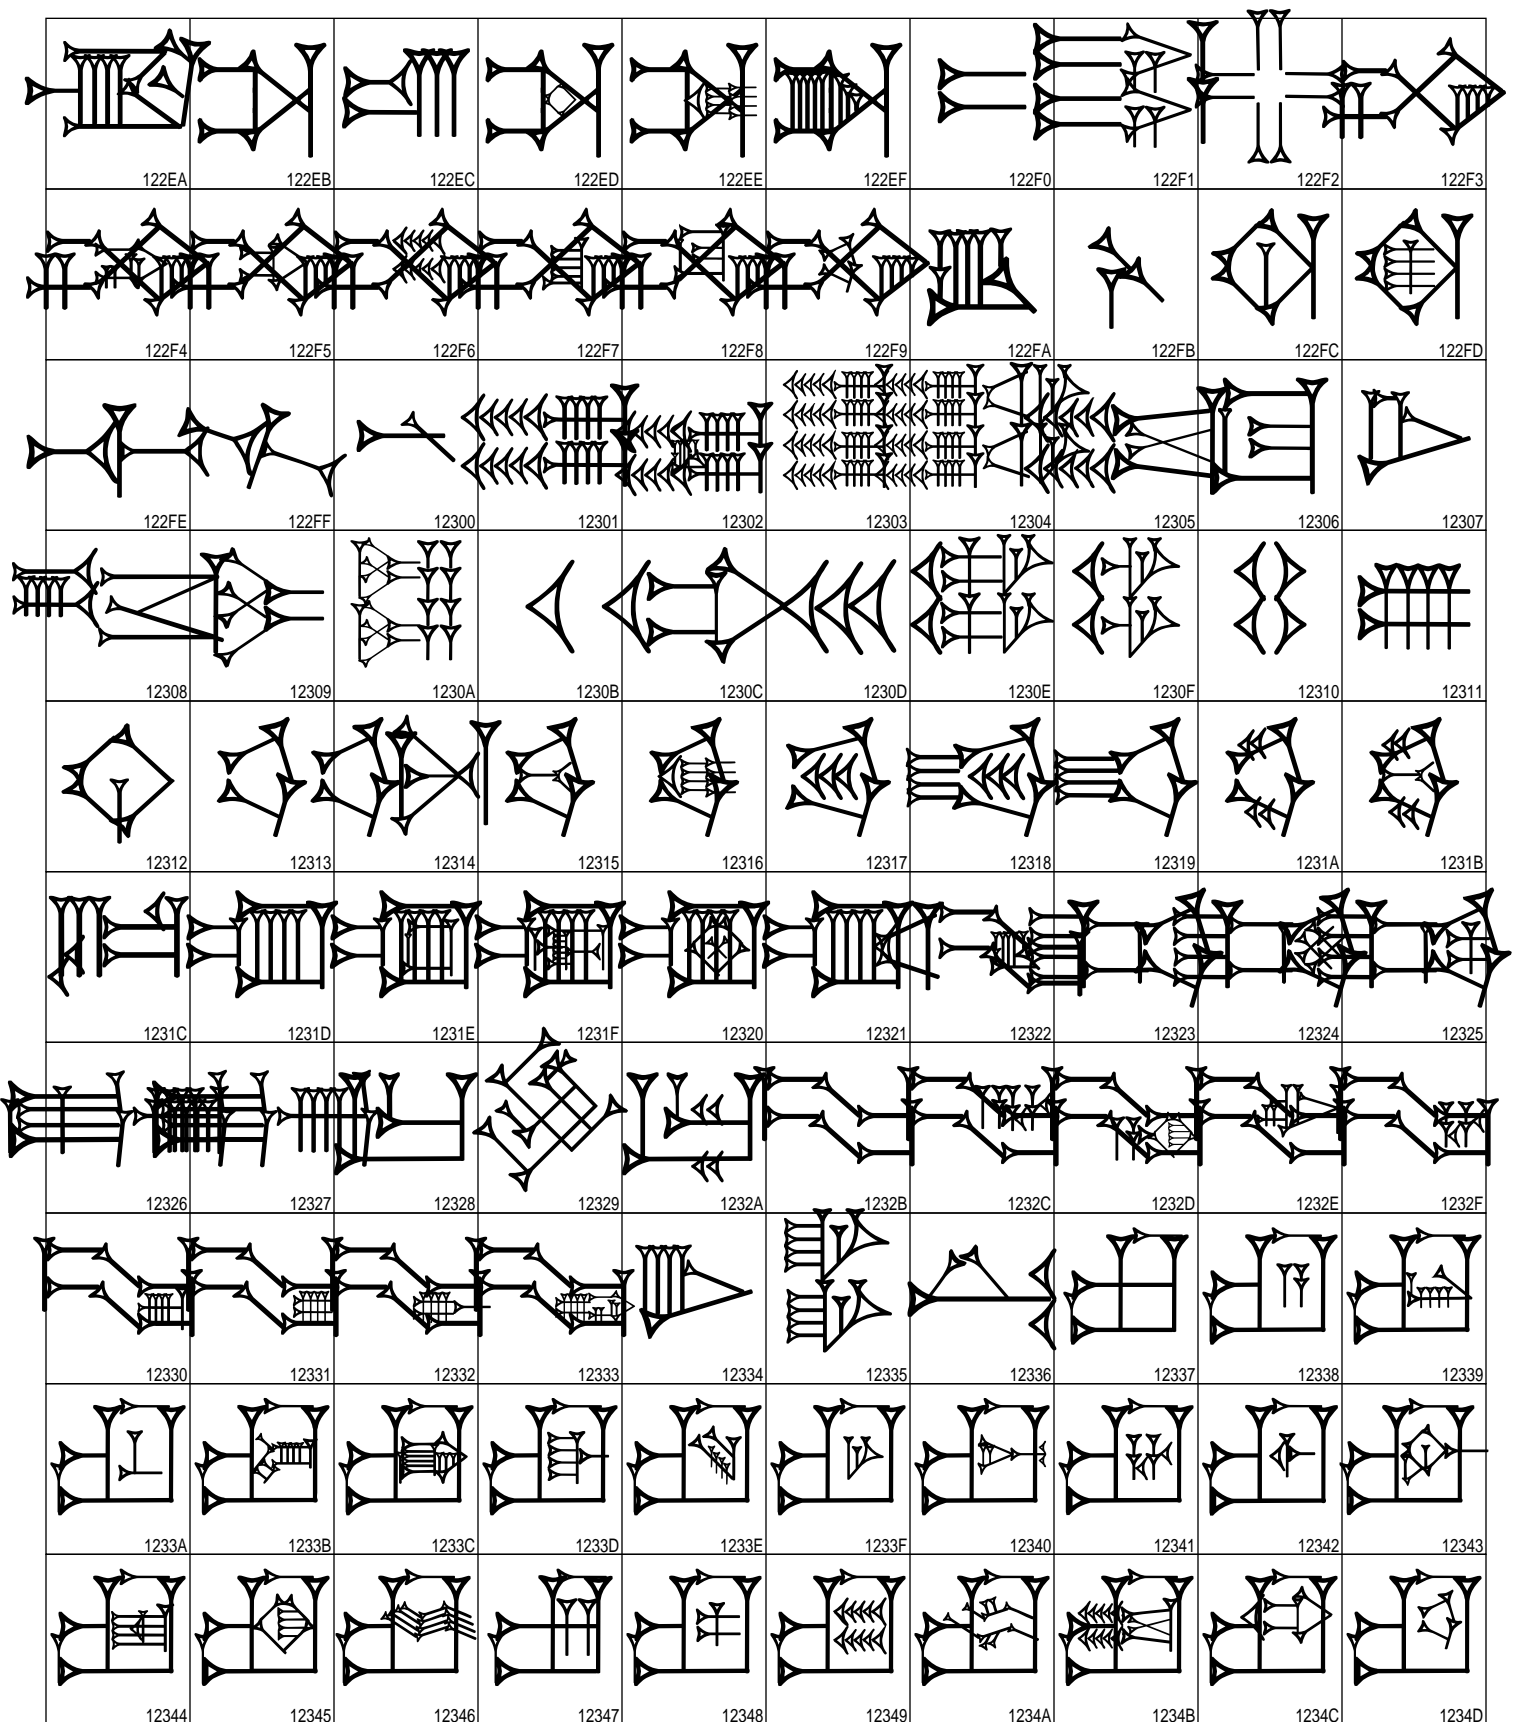 𒋪 𒋫 𒋬 𒋭 𒋮 𒋯 𒋰 𒋱 𒋲 𒋳
122EA 122EB 122EC 122ED 122EE 122EF 122F0 122F1 122F2 122F3
𒋴 𒋵 𒋶 𒋷 𒋸 𒋹 𒋺 𒋻 𒋼 𒋽
122F4 122F5 122F6 122F7 122F8 122F9 122FA 122FB 122FC 122FD
𒋾 𒋿 𒌀 𒌁 𒌂 𒌃 𒌄 𒌅 𒌆 𒌇
122FE 122FF 12300 12301 12302 12303 12304 12305 12306 12307
𒌈 𒌉 𒌊 𒌋 𒌌 𒌍 𒌎 𒌏 𒌐 𒌑
12308 12309 1230A 1230B 1230C 1230D 1230E 1230F 12310 12311
𒌒 𒌓 𒌔 𒌕 𒌖 𒌗 𒌘 𒌙 𒌚 𒌛
12312 12313 12314 12315 12316 12317 12318 12319 1231A 1231B
𒌜 𒌝 𒌞 𒌟 𒌠 𒌡 𒌢 𒌣 𒌤 𒌥
1231C 1231D 1231E 1231F 12320 12321 12322 12323 12324 12325
𒌦 𒌧 𒌨 𒌩 𒌪 𒌫 𒌬 𒌭 𒌮 𒌯
12326 12327 12328 12329 1232A 1232B 1232C 1232D 1232E 1232F
𒌰 𒌱 𒌲 𒌳 𒌴 𒌵 𒌶 𒌷 𒌸 𒌹
12330 12331 12332 12333 12334 12335 12336 12337 12338 12339
𒌺 𒌻 𒌼 𒌽 𒌾 𒌿 𒍀 𒍁 𒍂 𒍃
1233A 1233B 1233C 1233D 1233E 1233F 12340 12341 12342 12343
𒍄 𒍅 𒍆 𒍇 𒍈 𒍉 𒍊 𒍋 𒍌 𒍍
12344 12345 12346 12347 12348 12349 1234A 1234B 1234C 1234D